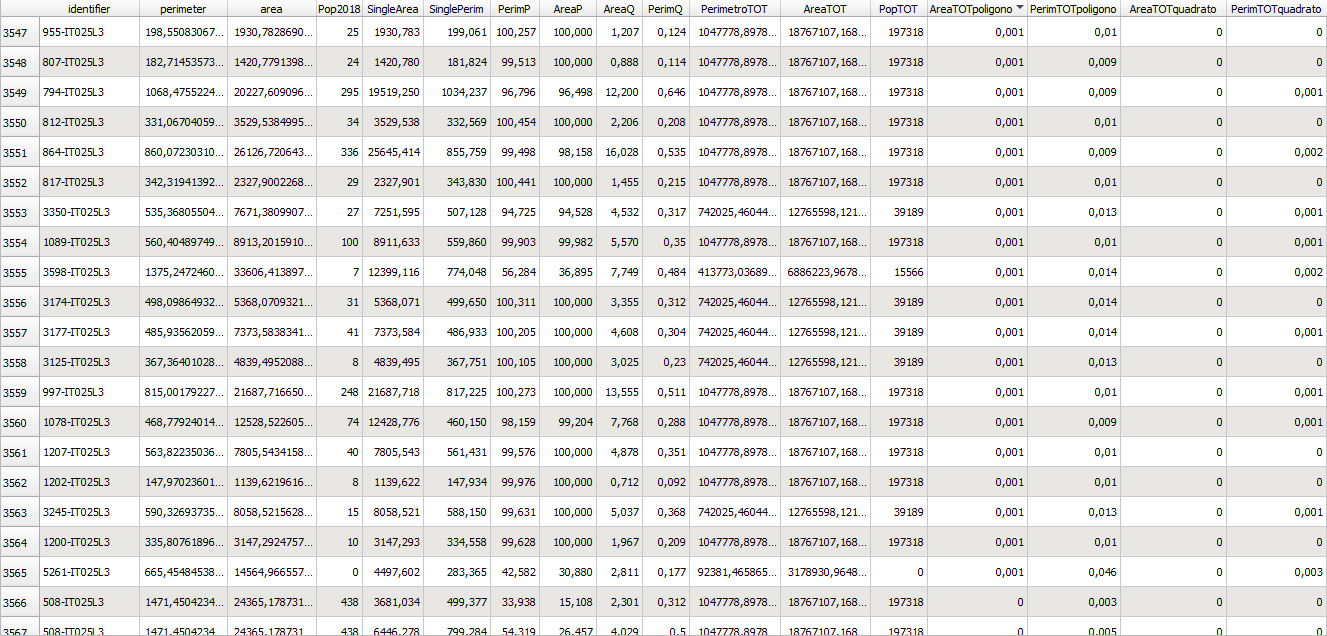 identifier perimeter area Pop2018 SingleArea SinglePerim PerimP AreaP AreaQ PerimQ PerimetroTOT AreaTOT PopTOT AreaTOTpoligono PerimTOTpoligono AreaTOTquadrato PerimTOTquadrato
3547 955-IT025L3 198,55083067... 1930,7828690... 25 1930,783 199,061 100,257 100,000 1,207 0,124 1047778,8978... 18767107,168... 197318 0,001 0,01 0 0
3548 807-IT025L3 182,71453573... 1420,7791398... 24 1420,780 181,824 99,513 100,000 0,888 0,114 1047778,8978... 18767107,168... 197318 0,001 0,009 0 0
3549 794-IT025L3 1068,4755224... 20227,609096... 295 19519,250 1034,237 96,796 96,498 12,200 0,646 1047778,8978... 18767107,168... 197318 0,001 0,009 0 0,001
3550 812-IT025L3 331,06704059... 3529,5384995... 34 3529,538 332,569 100,454 100,000 2,206 0,208 1047778,8978... 18767107,168... 197318 0,001 0,01 0 0
3551 864-IT025L3 860,07230310... 26126,720643... 336 25645,414 855,759 99,498 98,158 16,028 0,535 1047778,8978... 18767107,168... 197318 0,001 0,009 0 0,002
3552 817-IT025L3 342,31941392... 2327,9002268... 29 2327,901 343,830 100,441 100,000 1,455 0,215 1047778,8978... 18767107,168... 197318 0,001 0,01 0 0
3553 3350-IT025L3 535,36805504... 7671,3809907... 27 7251,595 507,128 94,725 94,528 4,532 0,317 742025,46044... 12765598,121... 39189 0,001 0,013 0 0,001
3554 1089-IT025L3 560,40489749... 8913,2015910... 100 8911,633 559,860 99,903 99,982 5,570 0,35 1047778,8978... 18767107,168... 197318 0,001 0,01 0 0,001
3555 3598-IT025L3 1375,2472460... 33606,413897... 7 12399,116 774,048 56,284 36,895 7,749 0,484 413773,03689... 6886223,9678... 15566 0,001 0,014 0 0,002
3556 3174-IT025L3 498,09864932... 5368,0709321... 31 5368,071 499,650 100,311 100,000 3,355 0,312 742025,46044... 12765598,121... 39189 0,001 0,014 0 0
3557 3177-IT025L3 485,93562059... 7373,5838341... 41 7373,584 486,933 100,205 100,000 4,608 0,304 742025,46044... 12765598,121... 39189 0,001 0,014 0 0,001
3558 3125-IT025L3 367,36401028... 4839,4952088... 8 4839,495 367,751 100,105 100,000 3,025 0,23 742025,46044... 12765598,121... 39189 0,001 0,013 0 0
3559 997-IT025L3 815,00179227... 21687,716650... 248 21687,718 817,225 100,273 100,000 13,555 0,511 1047778,8978... 18767107,168... 197318 0,001 0,01 0 0,001
3560 1078-IT025L3 468,77924014... 12528,522605... 74 12428,776 460,150 98,159 99,204 7,768 0,288 1047778,8978... 18767107,168... 197318 0,001 0,009 0 0,001
3561 1207-IT025L3 563,82235036... 7805,5434158... 40 7805,543 561,431 99,576 100,000 4,878 0,351 1047778,8978... 18767107,168... 197318 0,001 0,01 0 0
3562 1202-IT025L3 147,97023601... 1139,6219616... 8 1139,622 147,934 99,976 100,000 0,712 0,092 1047778,8978... 18767107,168... 197318 0,001 0,01 0 0
3563 3245-IT025L3 590,32693735... 8058,5215628... 15 8058,521 588,150 99,631 100,000 5,037 0,368 742025,46044... 12765598,121... 39189 0,001 0,013 0 0,001
3564 1200-IT025L3 335,80761896... 3147,2924757... 10 3147,293 334,558 99,628 100,000 1,967 0,209 1047778,8978... 18767107,168... 197318 0,001 0,01 0 0
3565 5261-IT025L3 665,45484538... 14564,966557... 0 4497,602 283,365 42,582 30,880 2,811 0,177 92381,465865... 3178930,9648... 0 0,001 0,046 0 0,003
3566 508-IT025L3 1471,4504234... 24365,178731... 438 3681,034 499,377 33,938 15,108 2,301 0,312 1047778,8978... 18767107,168... 197318 0 0,003 0 0
3567 508-IT025L3 1471,4504234 24365,178731 438 6446,278 799,284 54,319 26,457 4,029 0,5 1047778,8978 18767107,168 197318 0 0,005 0 0